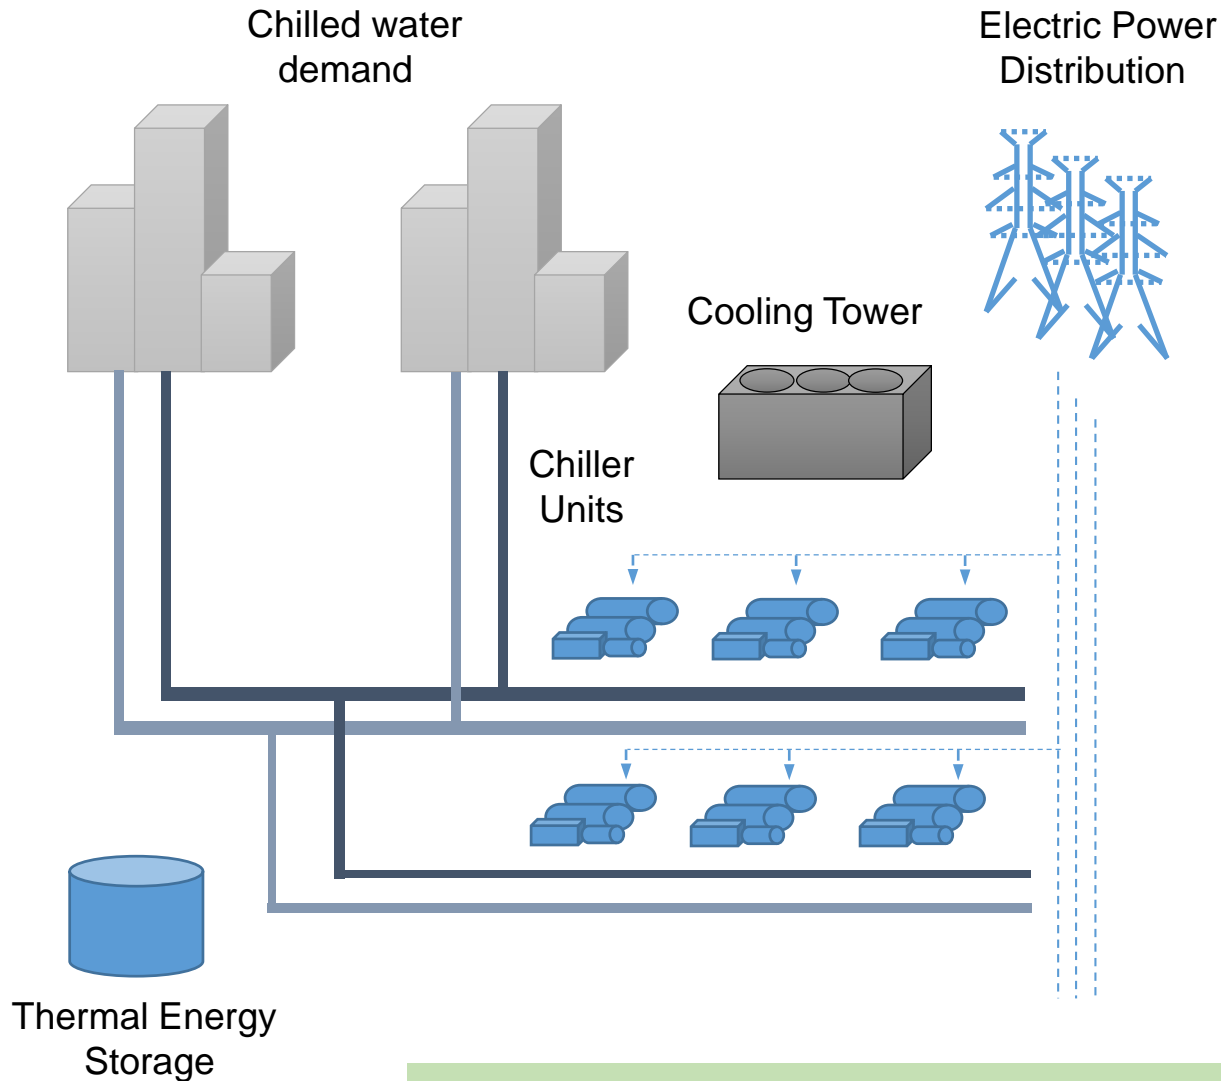 Chilled water
demand
Electric Power
Distribution
Cooling Tower
Chiller
Units
Thermal Energy
Storage